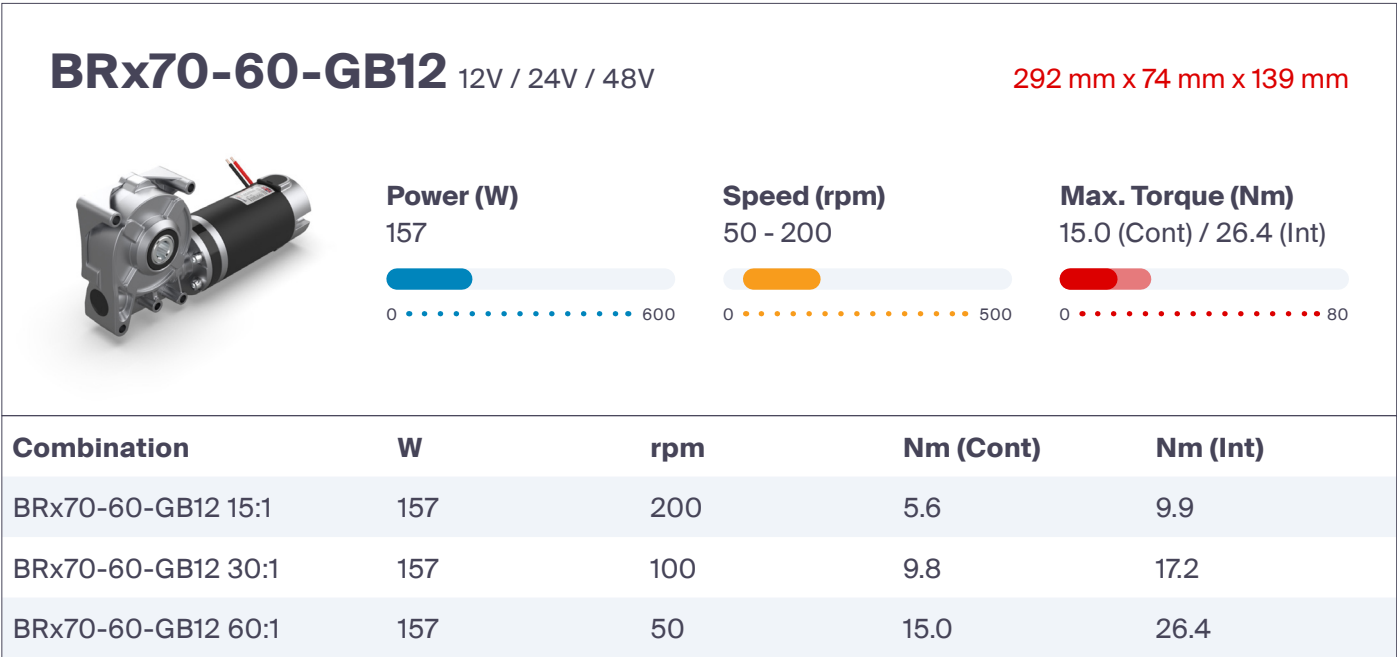 BRx70-60-GB12 12V / 24V / 48V 292 mm x 74 mm x 139 mm
Power (W) Speed (rpm) Max. Torque (Nm)
157 50 - 200 15.0 (Cont) / 26.4 (Int)
0 600 0 500 0 80
Combination W rpm Nm (Cont) Nm (Int)
BRx70-60-GB12 15:1 157 200 5.6 9.9
BRx70-60-GB12 30:1 157 100 9.8 17.2
BRx70-60-GB12 60:1 157 50 15.0 26.4